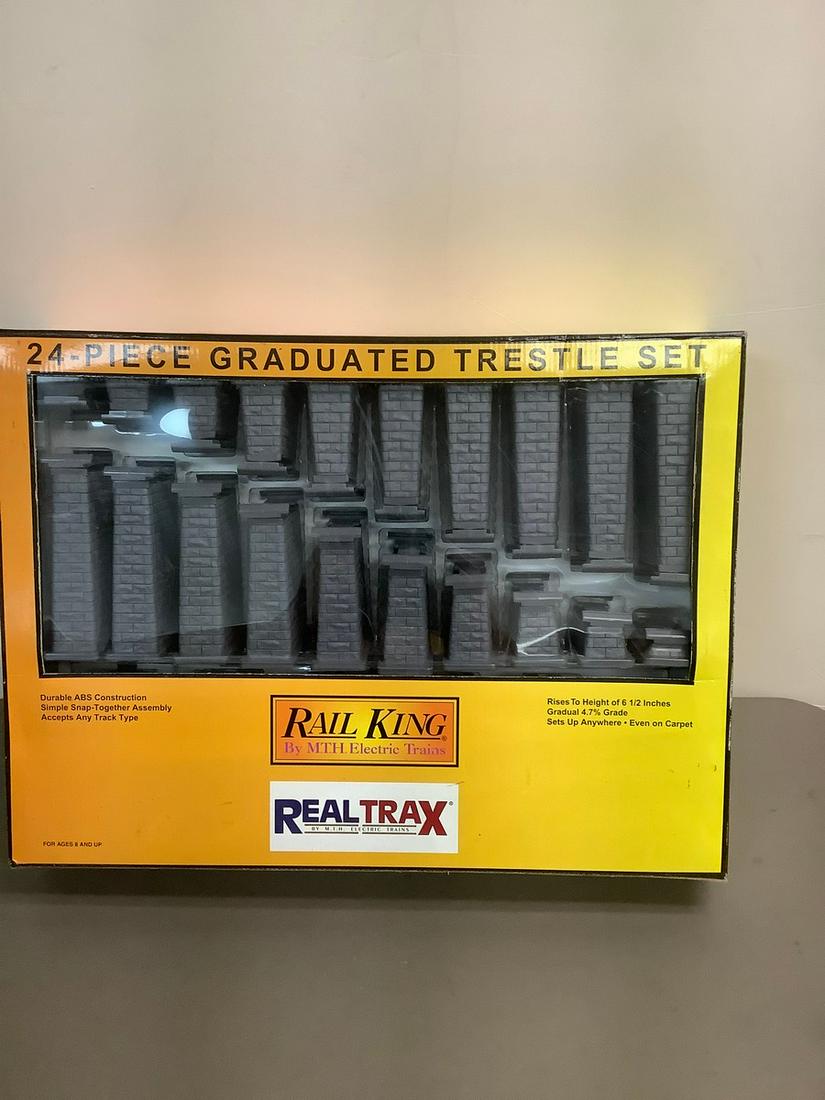 24-PIECE GRADUATED TRESTLE SET
Durable ABS Construction
Simple Snap-Together Assembly
Accepts Any Track Type
RAIL KING®
By M.T.H. Electric Trains
Rises To Height of 6 1/2 Inches
Gradual 4.7% Grade
Sets Up Anywhere • Even on Carpet
REALTRAX®
BY M.T.H. ELECTRIC TRAINS
FOR AGES 8 AND UP